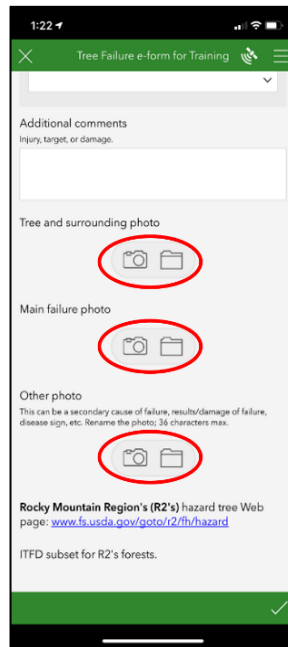 1:22
Tree Failure e-form for Training
Additional comments
Injury, target, or damage.
Tree and surrounding photo
Main failure photo
Other photo
This can be a secondary cause of failure, results/damage of failure,
disease sign, etc. Rename the photo; 36 characters max.
Rocky Mountain Region's (R2's) hazard tree Web
page: www.fs.usda.gov/goto/r2/fh/hazard
ITFD subset for R2's forests.